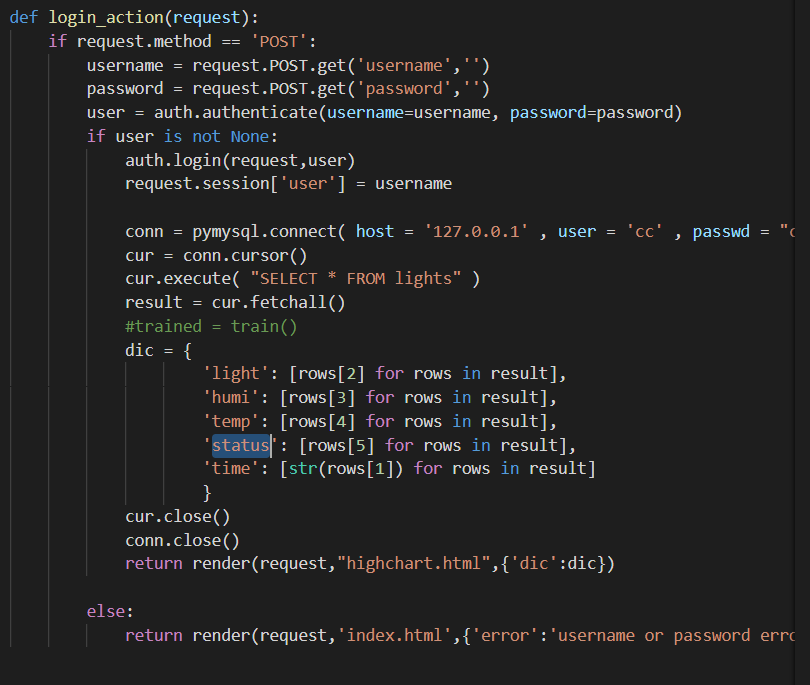 def login_action(request):
    if request.method == 'POST':
        username = request.POST.get('username','')
        password = request.POST.get('password','')
        user = auth.authenticate(username=username, password=password)
        if user is not None:
            auth.login(request,user)
            request.session['user'] = username
            conn = pymysql.connect( host = '127.0.0.1' , user = 'cc' , passwd = "
            cur = conn.cursor()
            cur.execute( "SELECT * FROM lights" )
            result = cur.fetchall()
            #trained = train()
            dic = {
                    'light': [rows[2] for rows in result],
                    'humi': [rows[3] for rows in result],
                    'temp': [rows[4] for rows in result],
                    'status': [rows[5] for rows in result],
                    'time': [str(rows[1]) for rows in result]
                    }
            cur.close()
            conn.close()
            return render(request,"highchart.html",{'dic':dic})
        else:
            return render(request,'index.html',{'error':'username or password erro